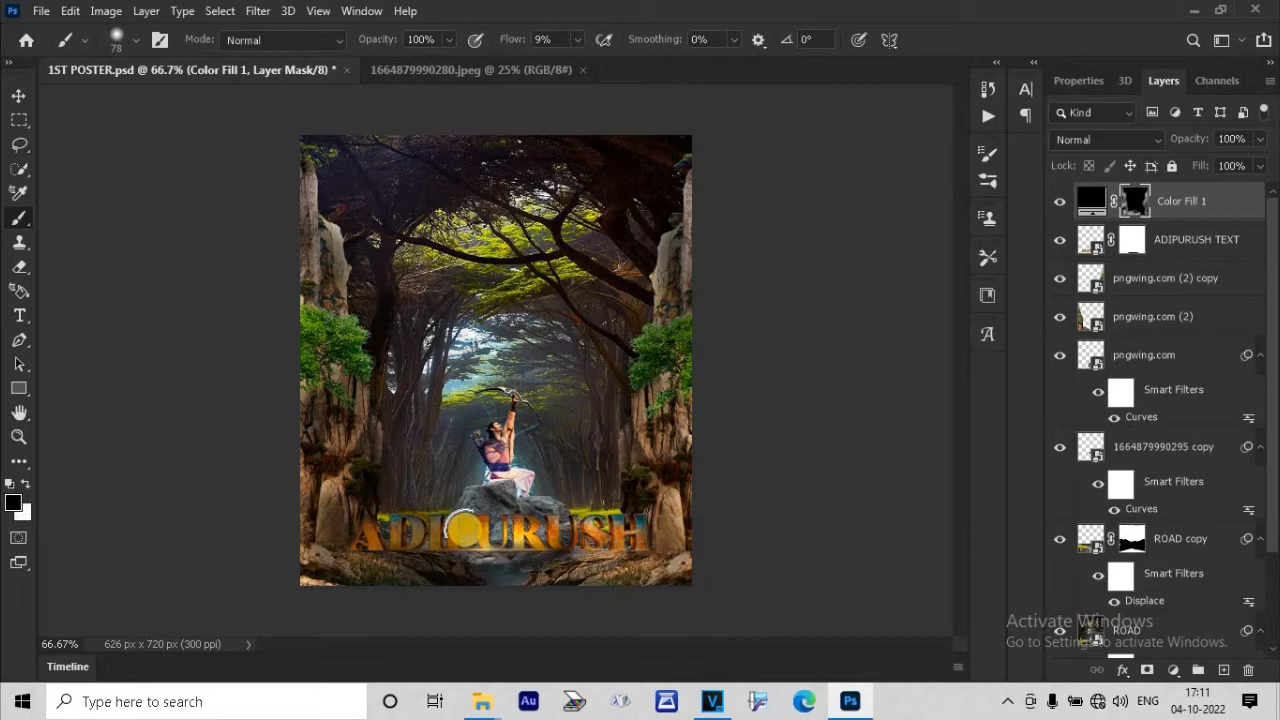 Ps File Edit Image Layer Type Select Filter 3D View Window Help
78 Mode: Normal Opacity: 100% Flow: 9% Smoothing: 0% 0°
1ST POSTER.psd @ 66.7% (Color Fill 1, Layer Mask/8) * × 1664879990280.jpeg @ 25% (RGB/8#) ×
Properties 3D Layers Channels
Kind
Normal Opacity: 100%
Lock: Fill: 100%
Color Fill 1
ADIPURUSH TEXT
pngwing.com (2) copy
pngwing.com (2)
pngwing.com
Smart Filters
Curves
1664879990295 copy
Smart Filters
Curves
ROAD copy
Smart Filters
Displace
ROAD
ADIPURUSH
Activate Windows
Go to Settings to activate Windows.
66.67% 626 px x 720 px (300 ppi)
Timeline
Type here to search
Au
V
Ps
ENG
17:11
04-10-2022